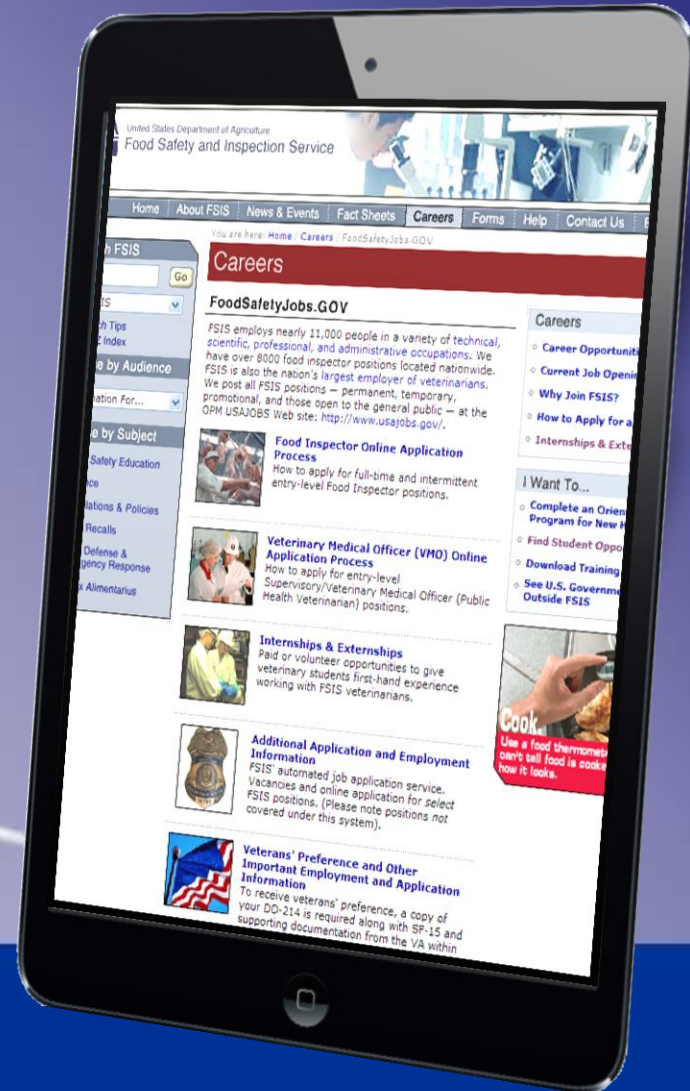 United States Department of Agriculture
Food Safety and Inspection Service
Home About FSIS News & Events Fact Sheets Careers Forms Help Contact Us
You are here: Home / Careers / FoodSafetyJobs.GOV
FSIS
Go
Tips
Index
by Audience
For...
by Subject
Safety Education
& Policies
Recalls
Defense &
Response
Alimentarius
Careers
FoodSafetyJobs.GOV
FSIS employs nearly 11,000 people in a variety of technical,
scientific, professional, and administrative occupations. We
have over 8000 food inspector positions located nationwide.
FSIS is also the nation's largest employer of veterinarians.
We post all FSIS positions — permanent, temporary,
promotional, and those open to the general public — at the
OPM USAJOBS Web site: http://www.usajobs.gov/.
Food Inspector Online Application
Process
How to apply for full-time and intermittent
entry-level Food Inspector positions.
Veterinary Medical Officer (VMO) Online
Application Process
How to apply for entry-level
Supervisory/Veterinary Medical Officer (Public
Health Veterinarian) positions.
Internships & Externships
Paid or volunteer opportunities to give
veterinary students first-hand experience
working with FSIS veterinarians.
Additional Application and Employment
Information
FSIS' automated job application service.
Vacancies and online application for select
FSIS positions. (Please note positions not
covered under this system).
Veterans' Preference and Other
Important Employment and Application
Information
To receive veterans' preference, a copy of
your DD-214 is required along with SF-15 and
supporting documentation from the VA within
Careers
Career Opportuniti
Current Job Openin
Why Join FSIS?
How to Apply for a
Internships & Exte
I Want To...
Complete an Orien
Program for New H
Find Student Oppo
Download Training
See U.S. Governme
Outside FSIS
Cook.
Use a food thermomet
can't tell food is cooke
how it looks.